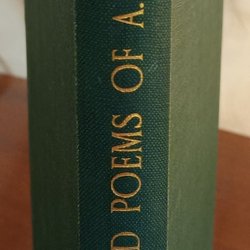 D POEMS OF A.